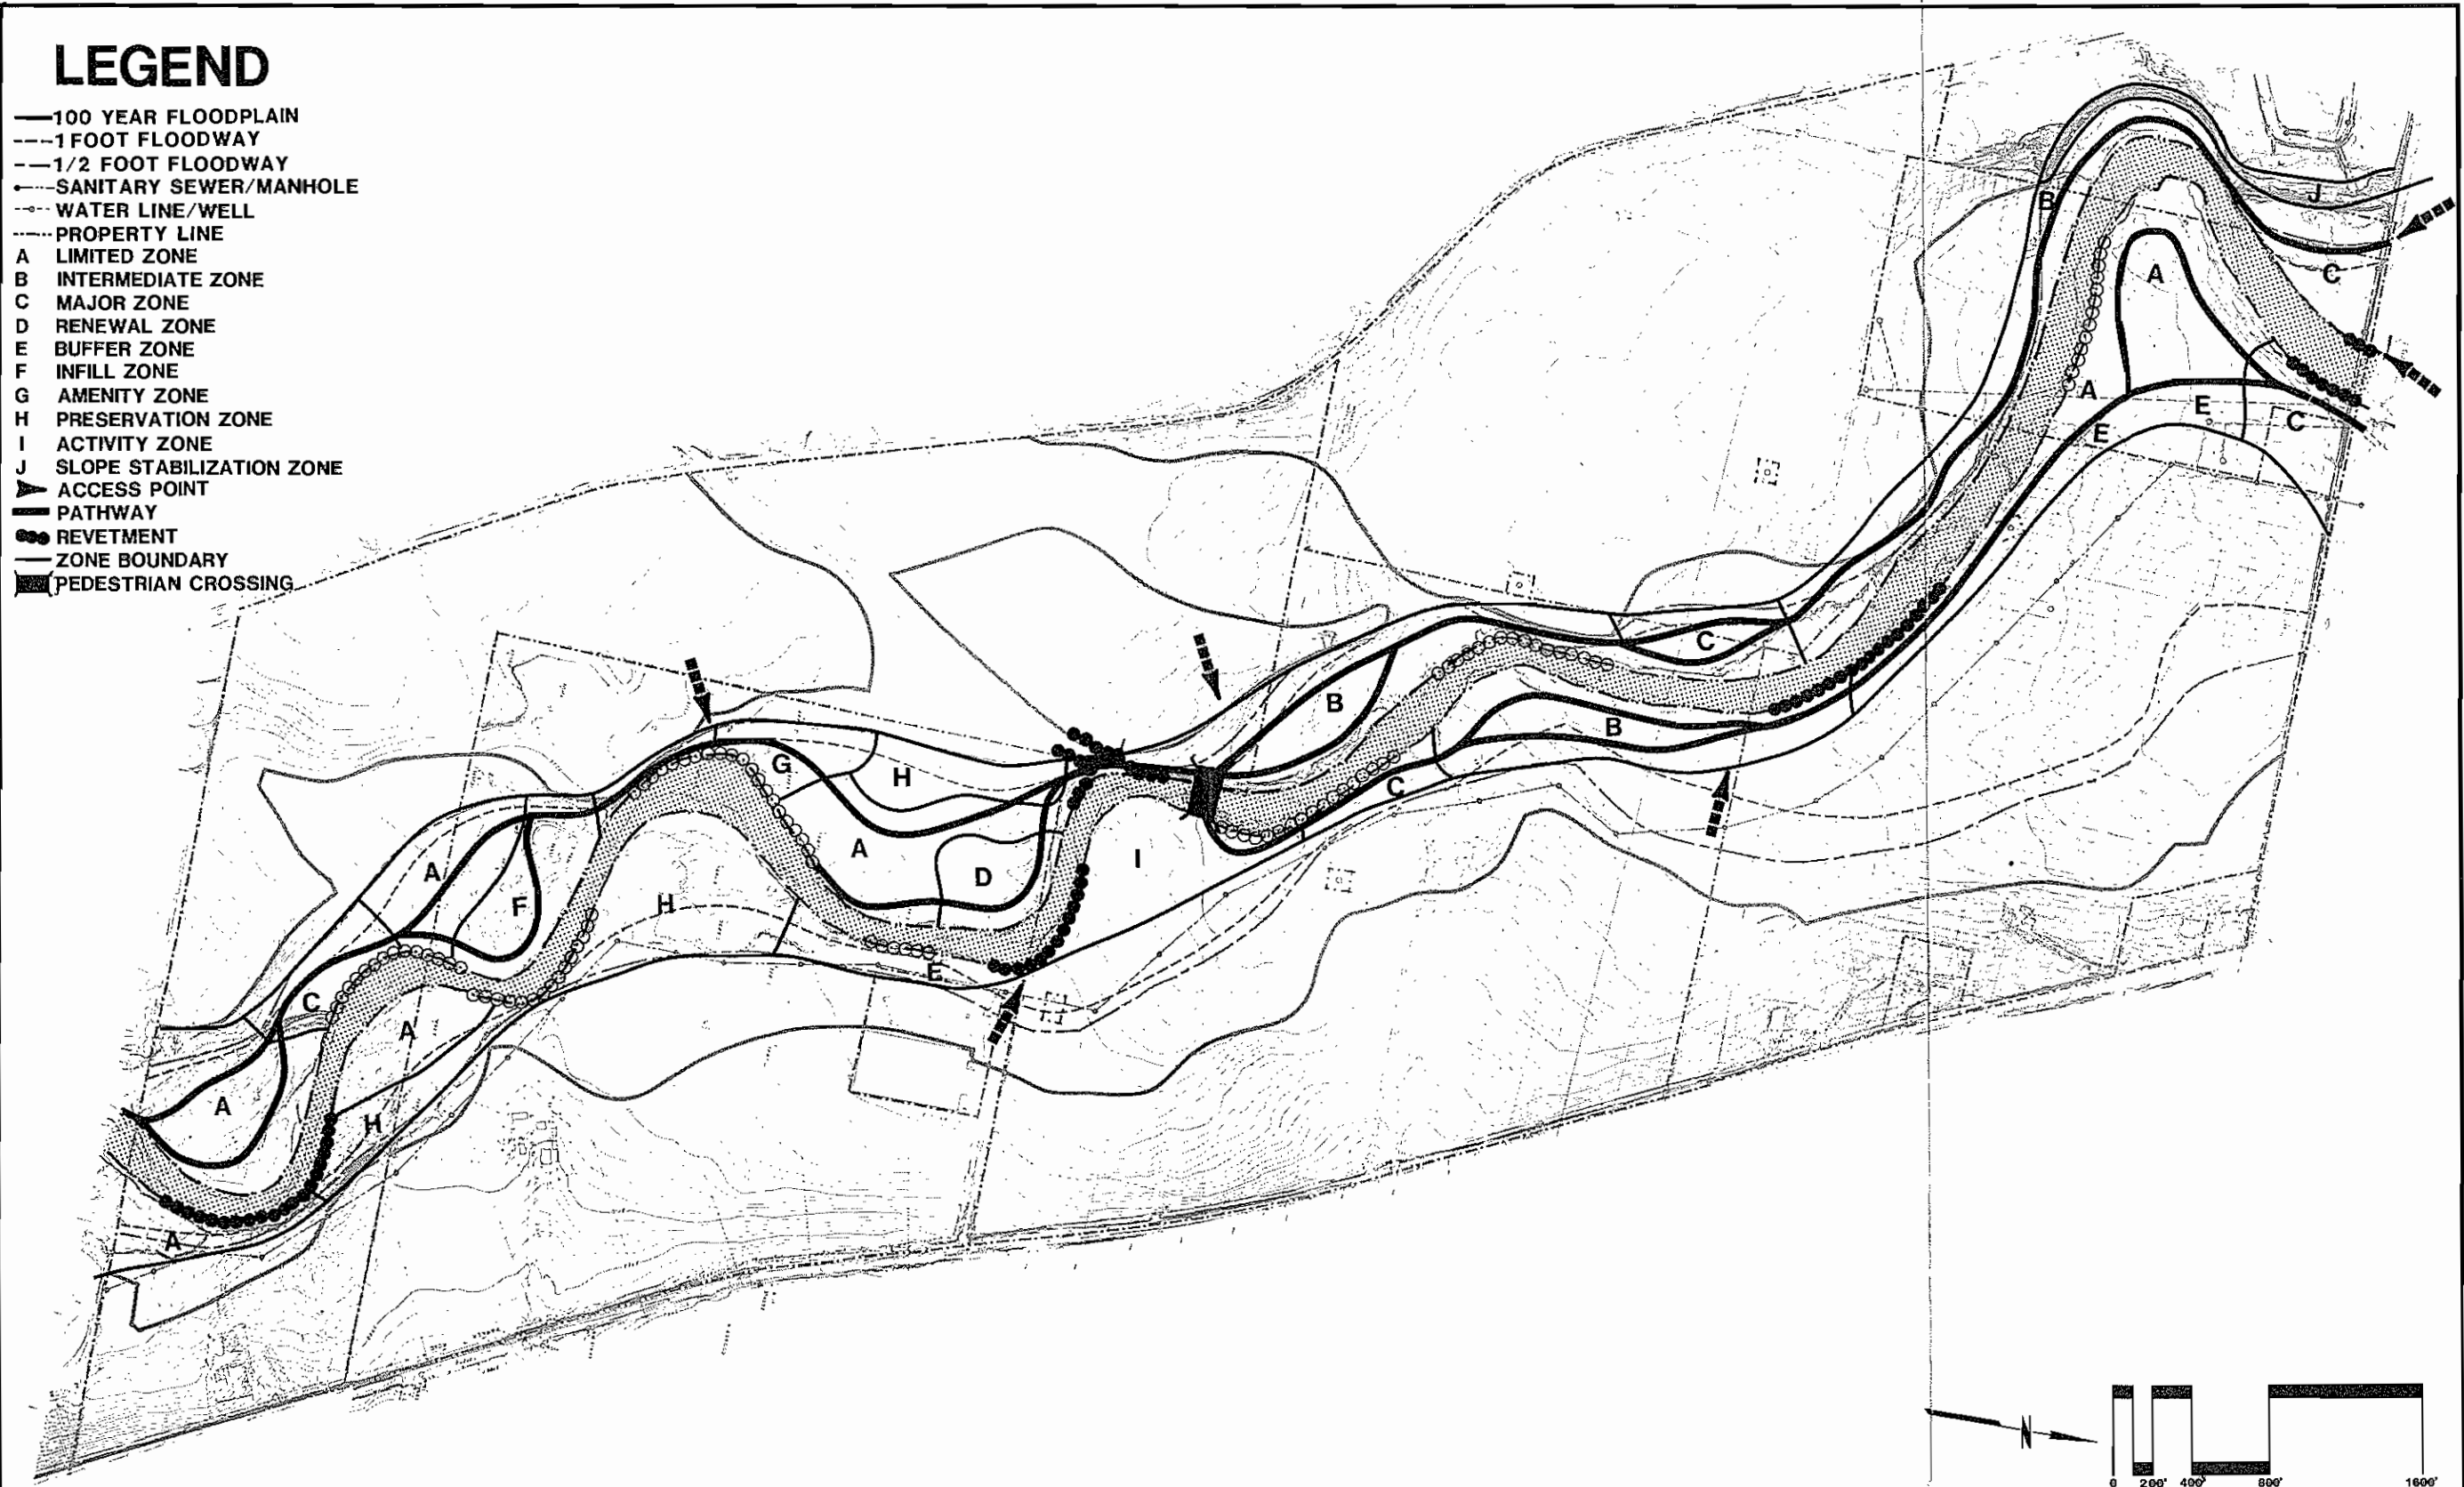 LEGEND
100 YEAR FLOODPLAIN
1 FOOT FLOODWAY
1/2 FOOT FLOODWAY
SANITARY SEWER/MANHOLE
WATER LINE/WELL
PROPERTY LINE
A LIMITED ZONE
B INTERMEDIATE ZONE
C MAJOR ZONE
D RENEWAL ZONE
E BUFFER ZONE
F INFILL ZONE
G AMENITY ZONE
H PRESERVATION ZONE
I ACTIVITY ZONE
J SLOPE STABILIZATION ZONE
ACCESS POINT
PATHWAY
REVETMENT
ZONE BOUNDARY
PEDESTRIAN CROSSING
J
B
C
A
A
E
E
C
C
B
B
C
G
H
A
D
I
A
F
H
E
C
A
A
H
A
N
0 200' 400' 800' 1600'